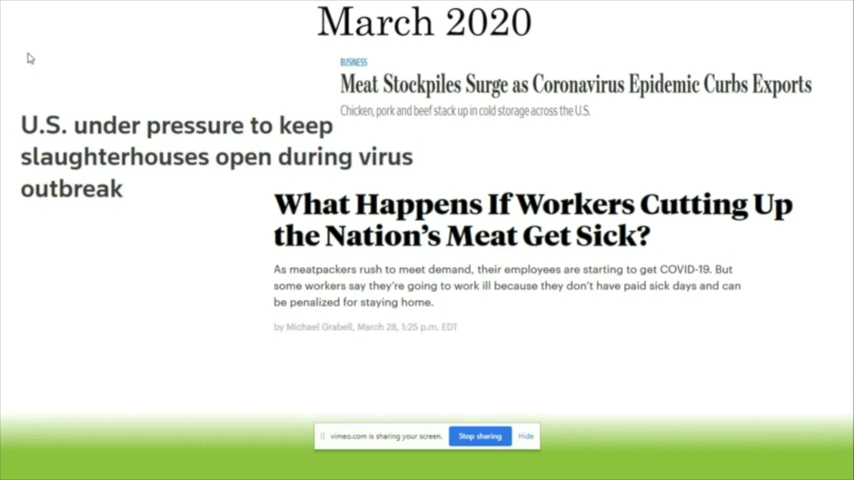 March 2020
BUSINESS
Meat Stockpiles Surge as Coronavirus Epidemic Curbs Exports
Chicken, pork and beef stack up in cold storage across the U.S.
U.S. under pressure to keep
slaughterhouses open during virus
outbreak
What Happens If Workers Cutting Up
the Nation's Meat Get Sick?
As meatpackers rush to meet demand, their employees are starting to get COVID-19. But
some workers say they're going to work ill because they don't have paid sick days and can
be penalized for staying home.
by Michael Grabell, March 28, 1:25 p.m. EDT
vimeo.com is sharing your screen.
Stop sharing
Hide